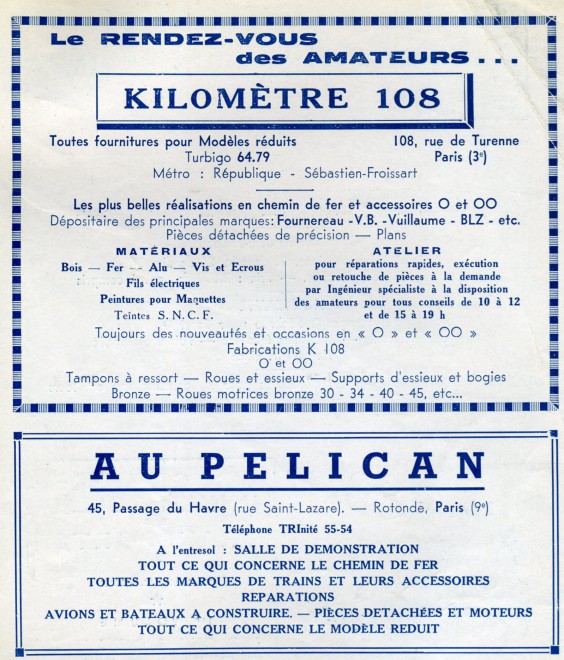 Le RENDEZ-VOUS
des AMATEURS...
KILOMÈTRE 108
Toutes fournitures pour Modèles réduits
108, rue de Turenne
Turbigo 64.79
Paris (3e)
Métro : République - Sébastien-Froissart
Les plus belles réalisations en chemin de fer et accessoires O et OO
Dépositaire des principales marques: Fournereau - V.B. - Vuillaume - BLZ - etc.
Pièces détachées de précision — Plans
MATÉRIAUX
Bois — Fer -- Alu — Vis et Ecrous
Fils électriques
Peintures pour Maquettes
Teintes S. N. C. F.
ATELIER
pour réparations rapides, exécution
ou retouche de pièces à la demande
par Ingénieur spécialiste à la disposition
des amateurs pour tous conseils de 10 à 12
et de 15 à 19 h
Toujours des nouveautés et occasions en « O » et « OO »
Fabrications K 108
O et OO
Tampons à ressort — Roues et essieux — Supports d'essieux et bogies
Bronze — Roues motrices bronze 30 - 34 - 40 - 45, etc...
AU PELICAN
45, Passage du Havre (rue Saint-Lazare). — Rotonde, Paris (9e)
Téléphone TRInité 55-54
A l'entresol : SALLE DE DEMONSTRATION
TOUT CE QUI CONCERNE LE CHEMIN DE FER
TOUTES LES MARQUES DE TRAINS ET LEURS ACCESSOIRES
REPARATIONS
AVIONS ET BATEAUX A CONSTRUIRE. — PIÈCES DETACHÉES ET MOTEURS
TOUT CE QUI CONCERNE LE MODÈLE REDUIT